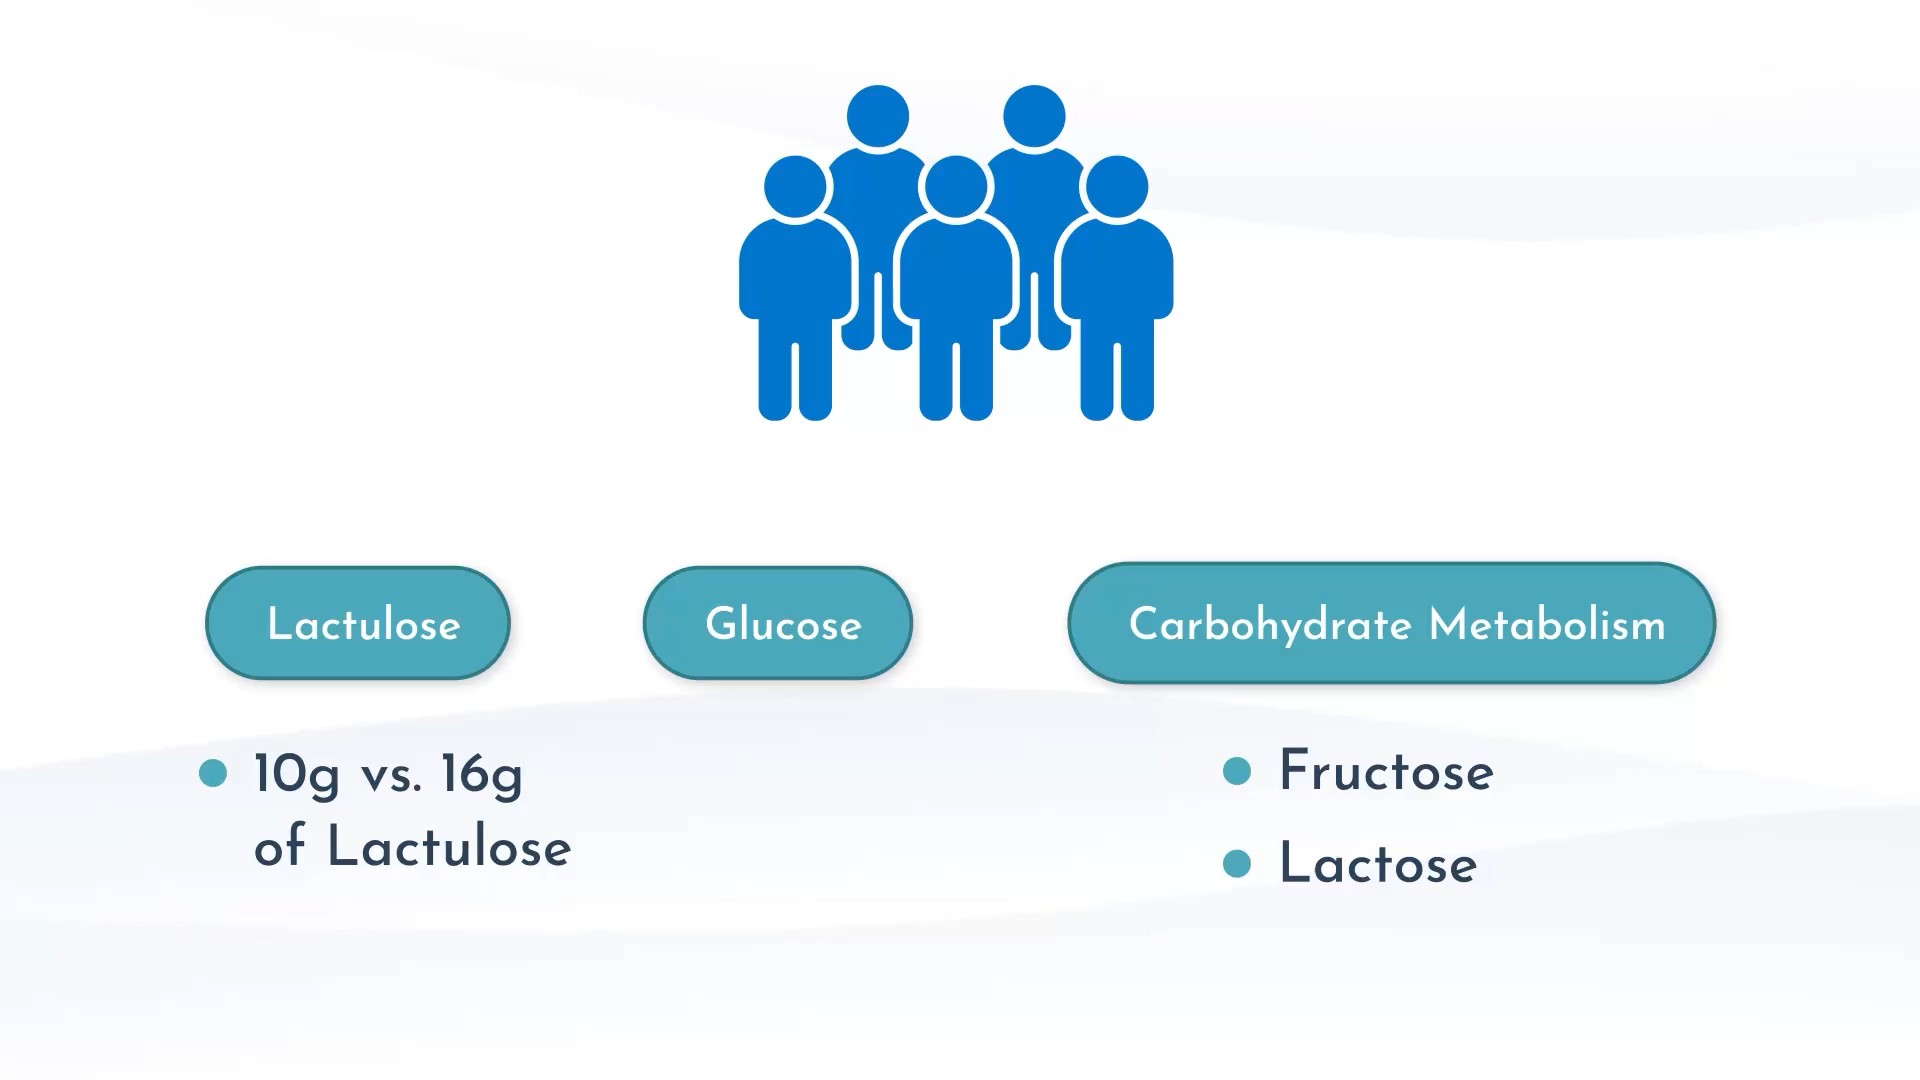 Lactulose
Glucose
Carbohydrate Metabolism
10g vs. 16g
of Lactulose
Fructose
Lactose